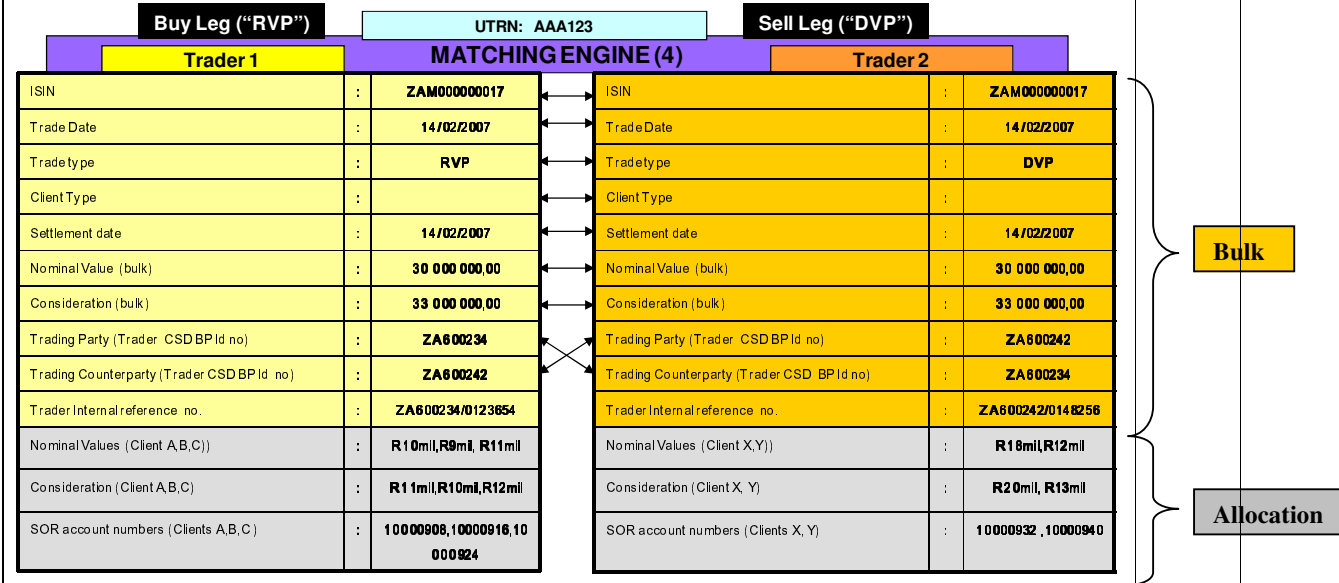 Buy Leg ("RVP")
UTRN: AAA123
Sell Leg ("DVP")
MATCHING ENGINE (4)
Trader 1
Trader 2
ISIN : ZAM000000017
Trade Date : 14/02/2007
Trade type : RVP
Client Type :
Settlement date : 14/02/2007
Nominal Value (bulk) : 30 000 000,00
Consideration (bulk) : 33 000 000,00
Trading Party (Trader CSD BP Id no) : ZA600234
Trading Counterparty (Trader CSD BP Id no) : ZA600242
Trader Internal reference no. : ZA600234/0123654
Nominal Values (Client A,B,C)) : R10mil,R9mil, R11mil
Consideration (Client A,B,C) : R11mil,R10mil,R12mil
SOR account numbers (Clients A,B,C) : 10000908,10000916,10
000924
ISIN : ZAM000000017
Trade Date : 14/02/2007
Trade type : DVP
Client Type :
Settlement date : 14/02/2007
Nominal Value (bulk) : 30 000 000,00
Consideration (bulk) : 33 000 000,00
Trading Party (Trader CSD BP Id no) : ZA600242
Trading Counterparty (Trader CSD BP Id no) : ZA600234
Trader Internal reference no. : ZA600242/0148256
Nominal Values (Client X,Y)) : R18mil,R12mil
Consideration (Client X, Y) : R20mil, R13mil
SOR account numbers (Clients X, Y) : 10000932 ,10000940
Bulk
Allocation